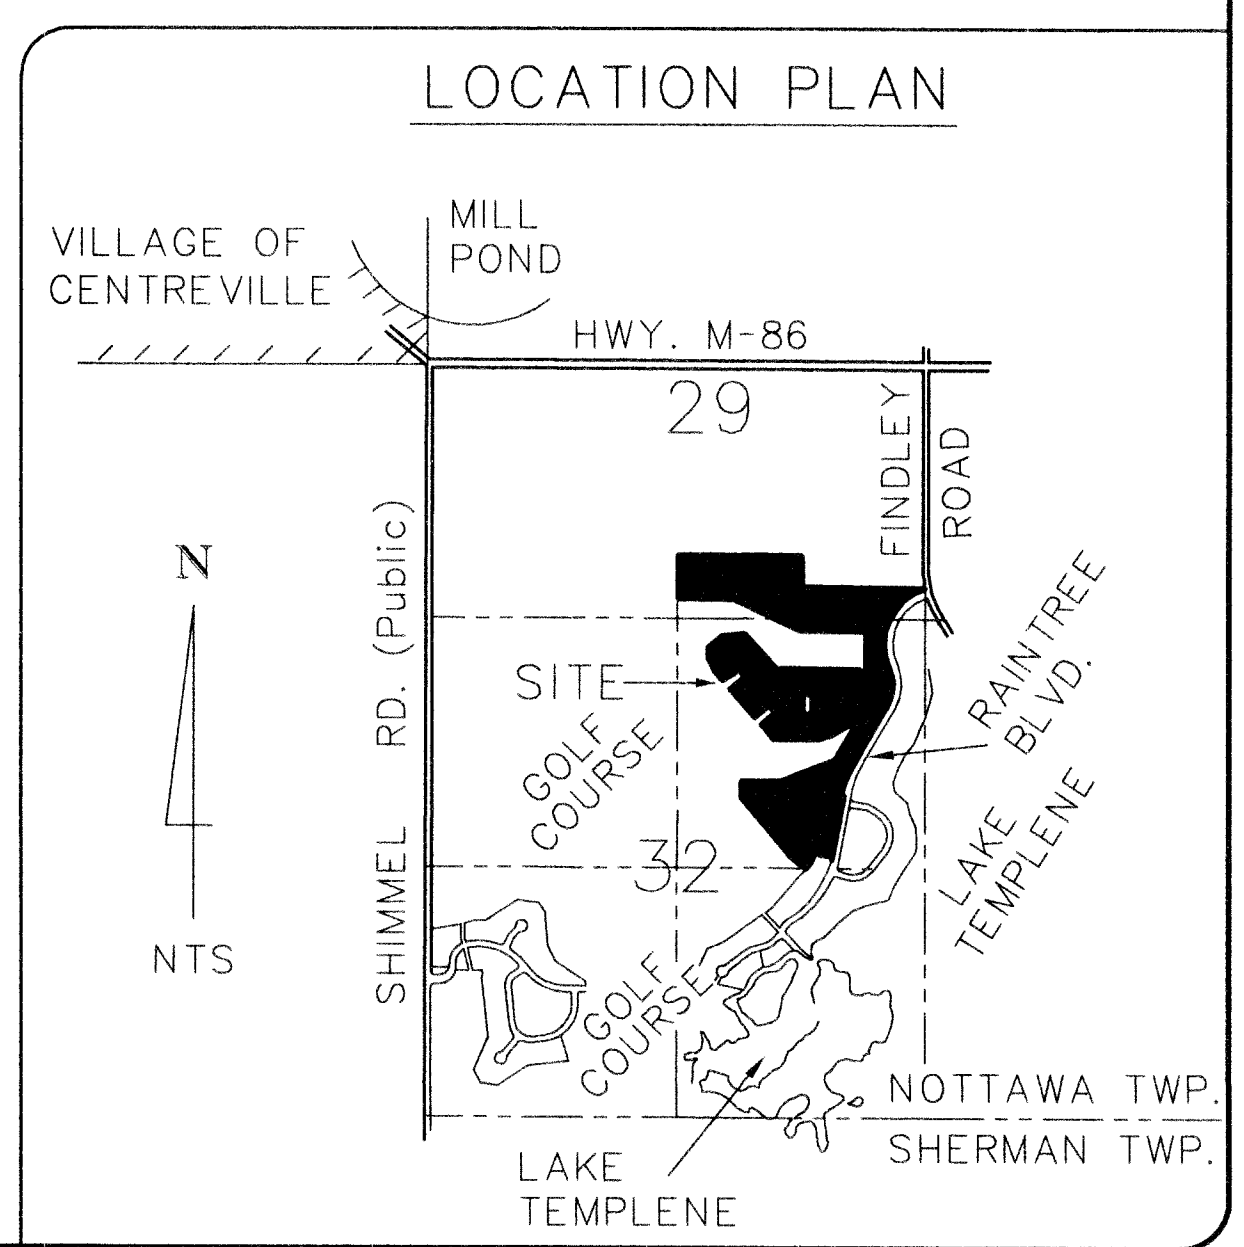 LOCATION PLAN
VILLAGE OF
CENTREVILLE
MILL
POND
HWY. M-86
29
FINDLEY
ROAD
N
NTS
SHIMMEL RD. (Public)
SITE
GOLF
COURSE
RAINTREE
BLVD.
LAKE
TEMPLENE
32
GOLF
COURSE
NOTTAWA TWP.
SHERMAN TWP.
LAKE
TEMPLENE